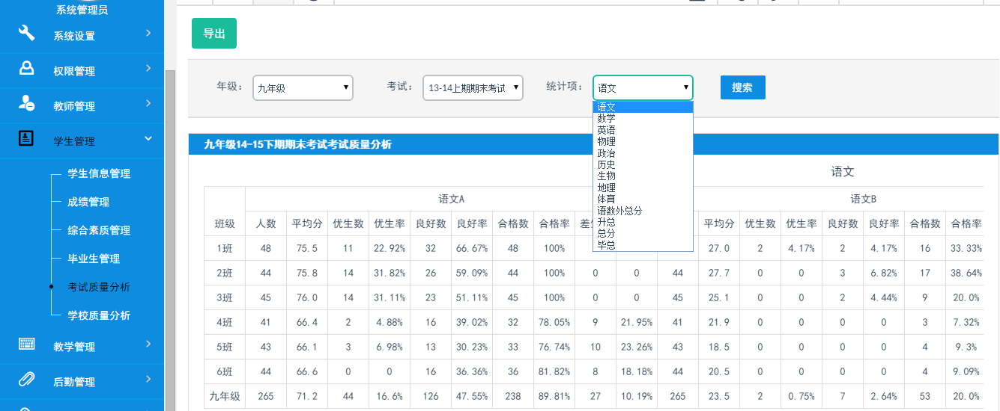 系统管理员
系统设置
权限管理
教师管理
学生管理
学生信息管理
成绩管理
综合素质管理
毕业生管理
考试质量分析
学校质量分析
教学管理
后勤管理
导出
年级： 九年级 考试： 13-14上期期末考试 统计项： 语文 搜索
语文
数学
英语
物理
政治
历史
生物
地理
体育
语数外总分
升总
总分
毕总
九年级14-15下期期末考试考试质量分析
语文
语文A 语文B
班级 人数 平均分 优生数 优生率 良好数 良好率 合格数 合格率 平均分 优生数 优生率 良好数 良好率 合格数 合格率
1班 48 75.5 11 22.92% 32 66.67% 48 100% 27.0 2 4.17% 2 4.17% 16 33.33%
2班 44 75.8 14 31.82% 26 59.09% 44 100% 0 0 44 27.7 0 0 3 6.82% 17 38.64%
3班 45 76.0 14 31.11% 23 51.11% 45 100% 0 0 45 25.1 0 0 2 4.44% 9 20.0%
4班 41 66.4 2 4.88% 16 39.02% 32 78.05% 9 21.95% 41 21.9 0 0 0 0 3 7.32%
5班 43 66.1 3 6.98% 13 30.23% 33 76.74% 10 23.26% 43 18.5 0 0 0 0 4 9.3%
6班 44 66.6 0 0 16 36.36% 36 81.82% 8 18.18% 44 20.5 0 0 0 0 4 9.09%
九年级 265 71.2 44 16.6% 126 47.55% 238 89.81% 27 10.19% 265 23.5 2 0.75% 7 2.64% 53 20.0%